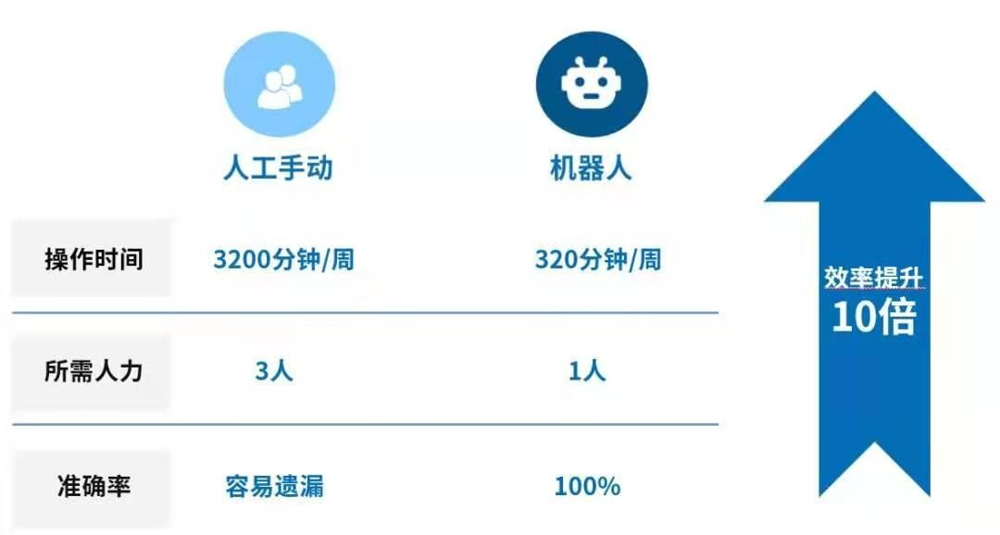 人工手动
机器人
操作时间
3200分钟/周
320分钟/周
所需人力
3人
1人
准确率
容易遗漏
100%
效率提升
10倍